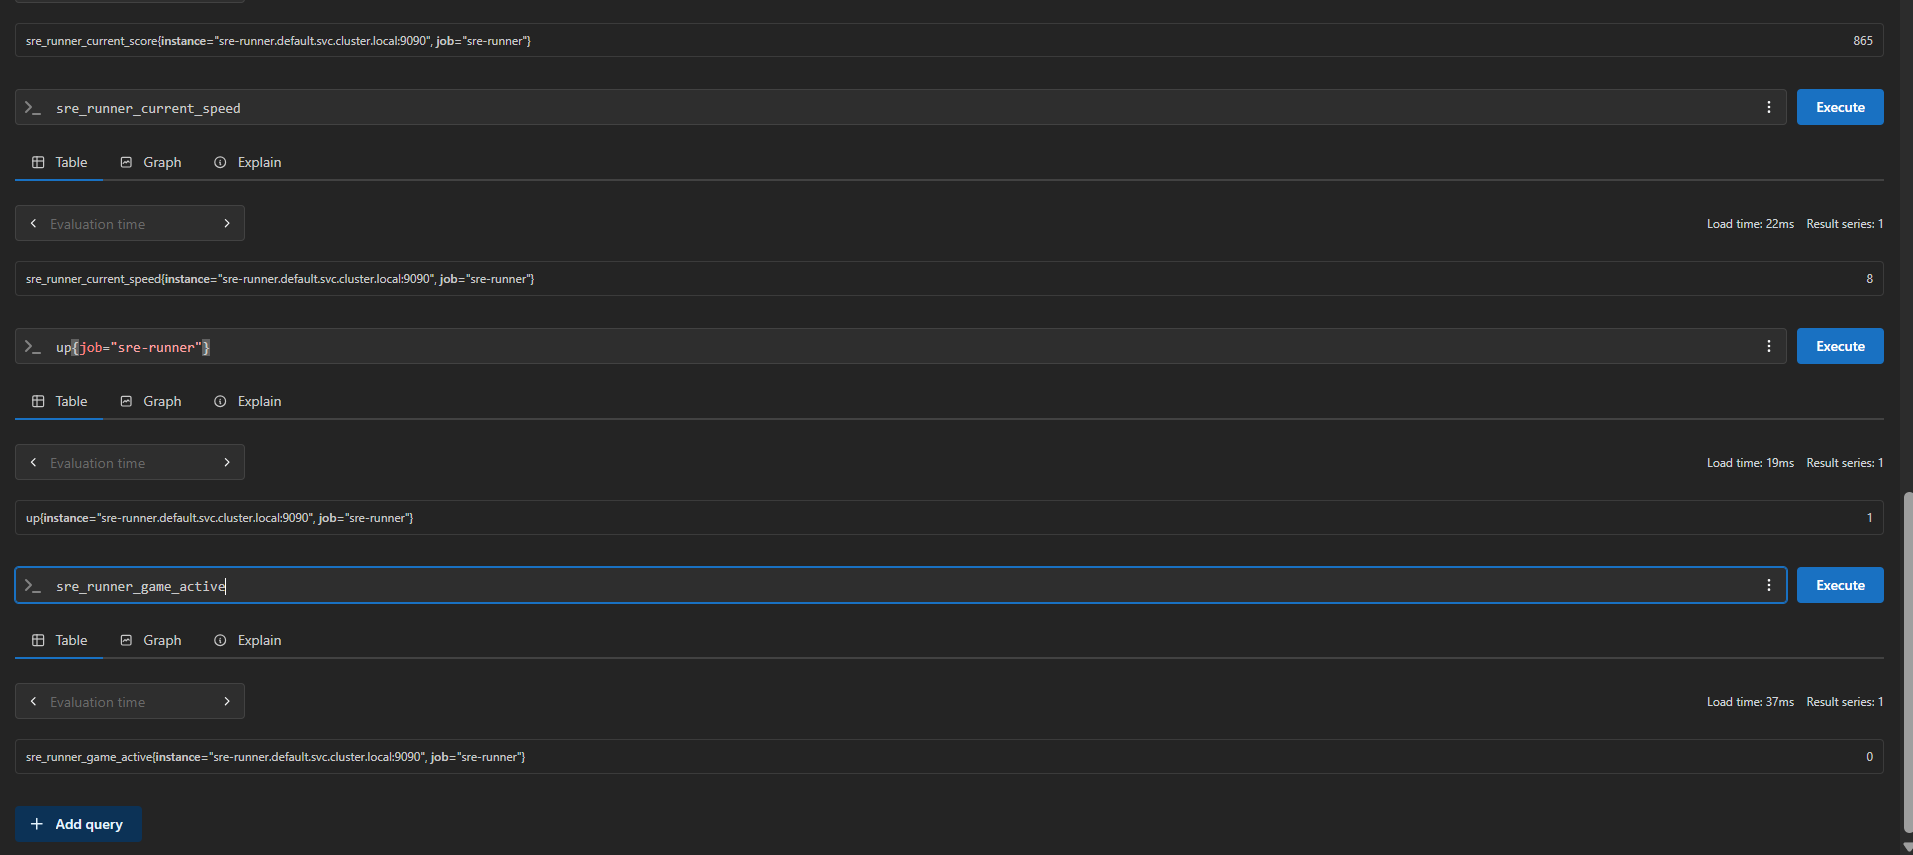 sre_runner_current_score{instance="sre-runner.default.svc.cluster.local:9090", job="sre-runner"} 865
>_ sre_runner_current_speed Execute
Table Graph Explain
Evaluation time Load time: 22ms Result series: 1
sre_runner_current_speed{instance="sre-runner.default.svc.cluster.local:9090", job="sre-runner"} 8
>_ up{job="sre-runner"} Execute
Table Graph Explain
Evaluation time Load time: 19ms Result series: 1
up{instance="sre-runner.default.svc.cluster.local:9090", job="sre-runner"} 1
>_ sre_runner_game_active Execute
Table Graph Explain
Evaluation time Load time: 37ms Result series: 1
sre_runner_game_active{instance="sre-runner.default.svc.cluster.local:9090", job="sre-runner"} 0
+ Add query